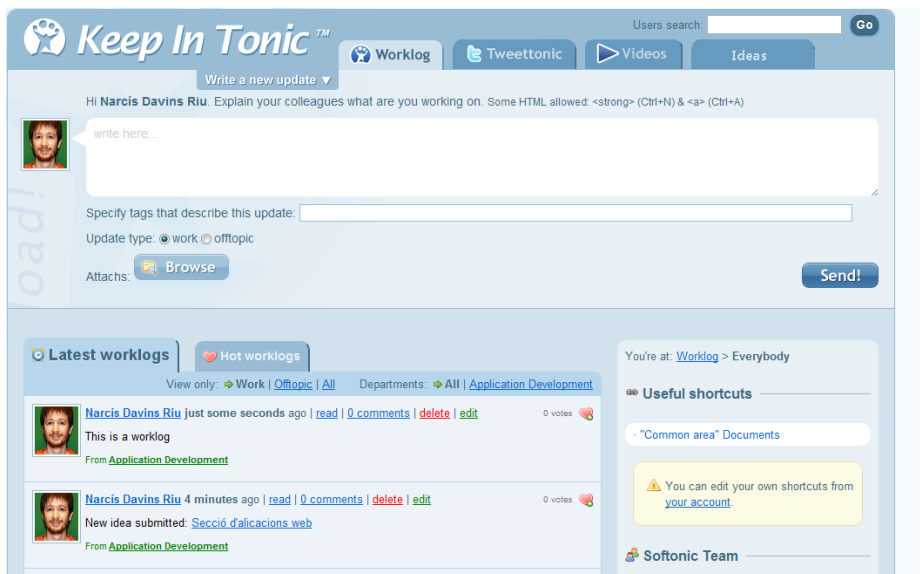 Users search: Go
Keep In Tonic ™
Worklog Tweettonic Videos Ideas
Write a new update ▼
Hi Narcís Davins Riu. Explain your colleagues what are you working on. Some HTML allowed: <strong> (Ctrl+N) & <a> (Ctrl+A)
write here...
oad!
Specify tags that describe this update:
Update type: work offtopic
Attachs: Browse
Send!
Latest worklogs Hot worklogs
View only: Work | Offtopic | All Departments: All | Application Development
Narcís Davins Riu just some seconds ago | read | 0 comments | delete | edit 0 votes
This is a worklog
From Application Development
Narcís Davins Riu 4 minutes ago | read | 0 comments | delete | edit 0 votes
New idea submitted: Secció d'alicacions web
From Application Development
You're at: Worklog > Everybody
Useful shortcuts
· "Common area" Documents
You can edit your own shortcuts from
your account.
Softonic Team